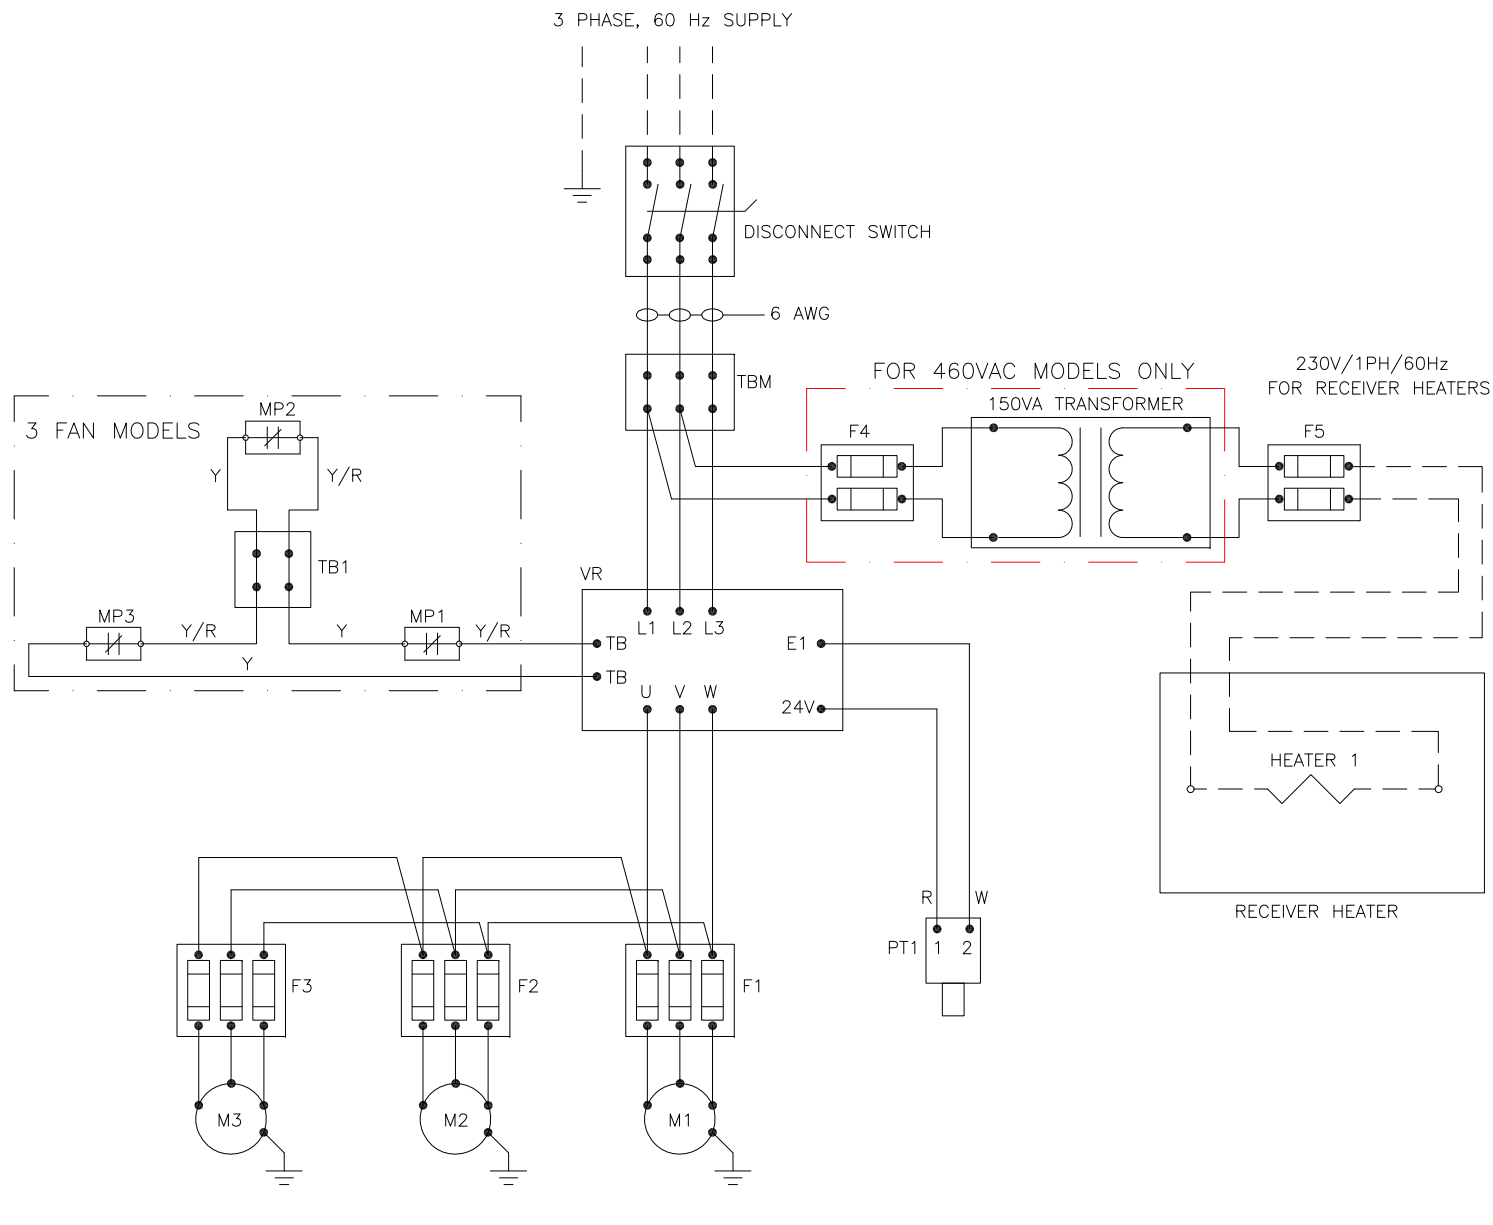 3 PHASE, 60 Hz SUPPLY
DISCONNECT SWITCH
6 AWG
TBM
FOR 460VAC MODELS ONLY
150VA TRANSFORMER
230V/1PH/60Hz
FOR RECEIVER HEATERS
F4
F5
3 FAN MODELS
MP2
Y
Y/R
TB1
MP3
Y/R
Y
MP1
Y/R
Y
VR
L1 L2 L3
TB
TB
E1
U V W
24V
HEATER 1
RECEIVER HEATER
R
W
PT1
1 2
F3
F2
F1
M3
M2
M1